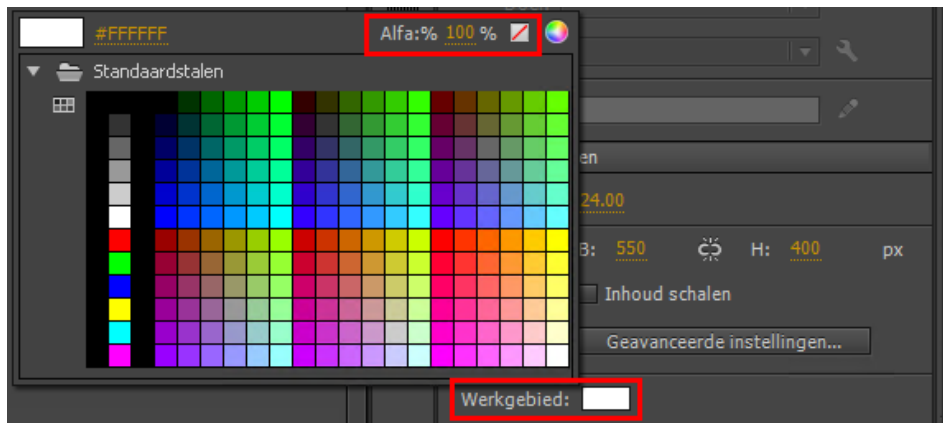 #FFFFFF Alfa:% 100 %
Standaardstalen
en
24.00
B: 550 H: 400 px
Inhoud schalen
Geavanceerde instellingen...
Werkgebied: